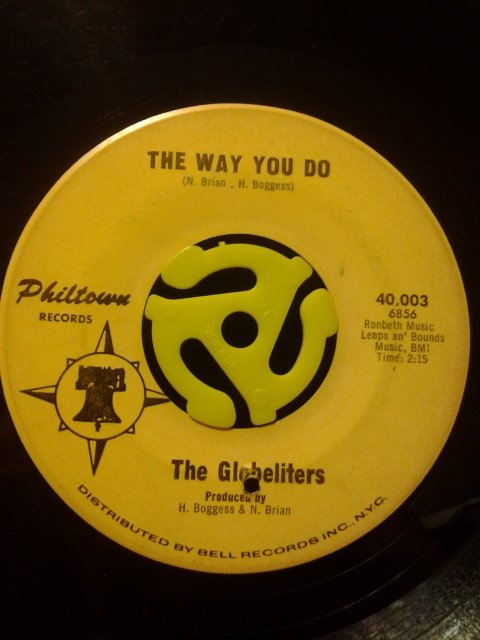 THE WAY YOU DO
(N. Brian - H. Boggess)
Philtown
RECORDS
40.003
6856
Ronbeth Music
Leaps an' Bounds
Music, BMI
Time: 2:15
The Globeliters
Produced by
H. Boggess & N. Brian
DISTRIBUTED BY BELL RECORDS INC., N.Y.C.